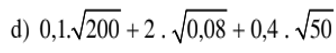 d) 0,1.√200 + 2 . √0,08 + 0,4 . √50